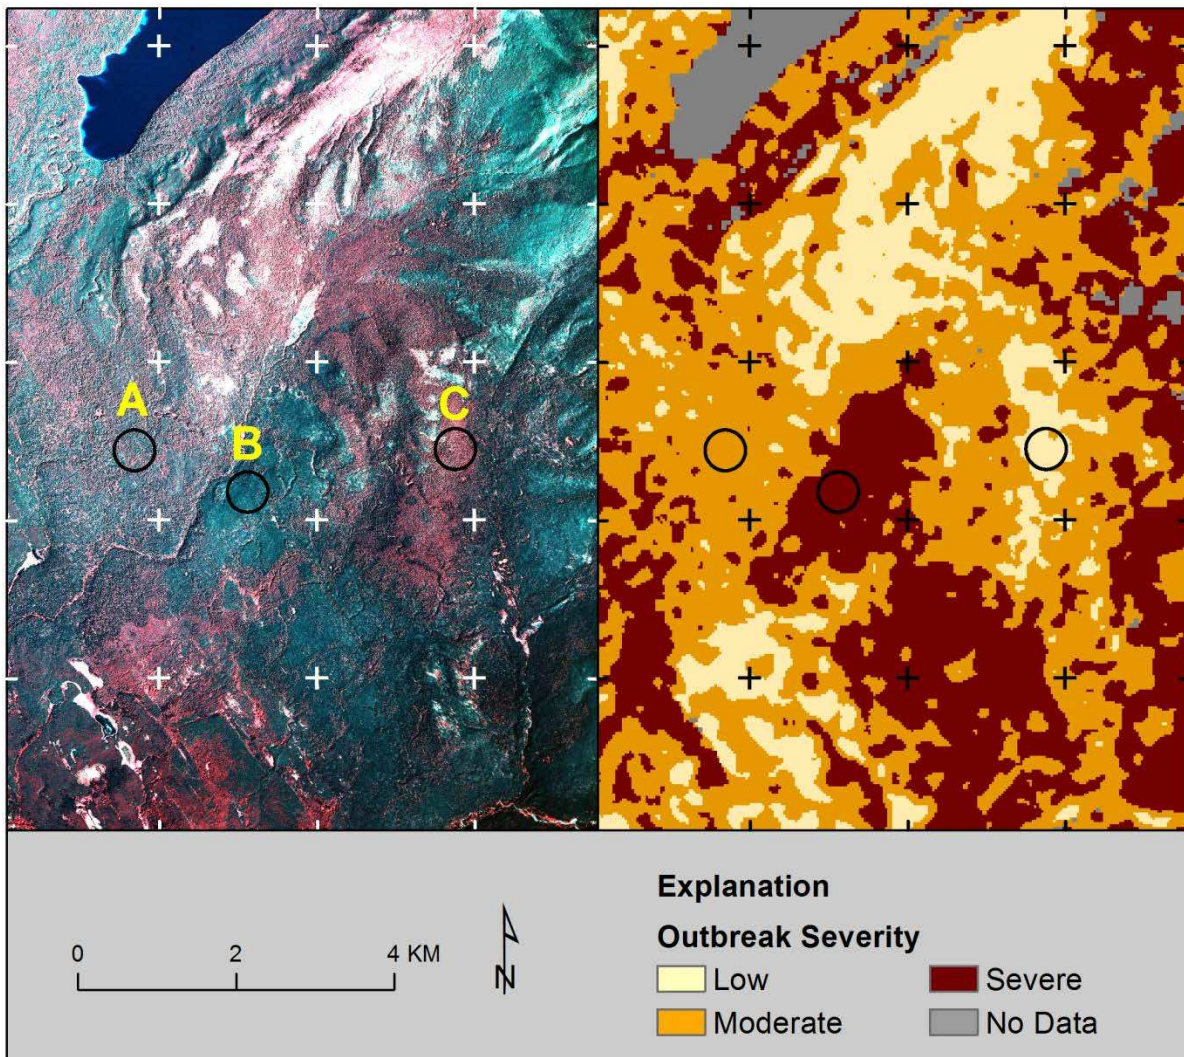 A
B
C
0 2 4 KM
N
Explanation
Outbreak Severity
Low
Severe
Moderate
No Data